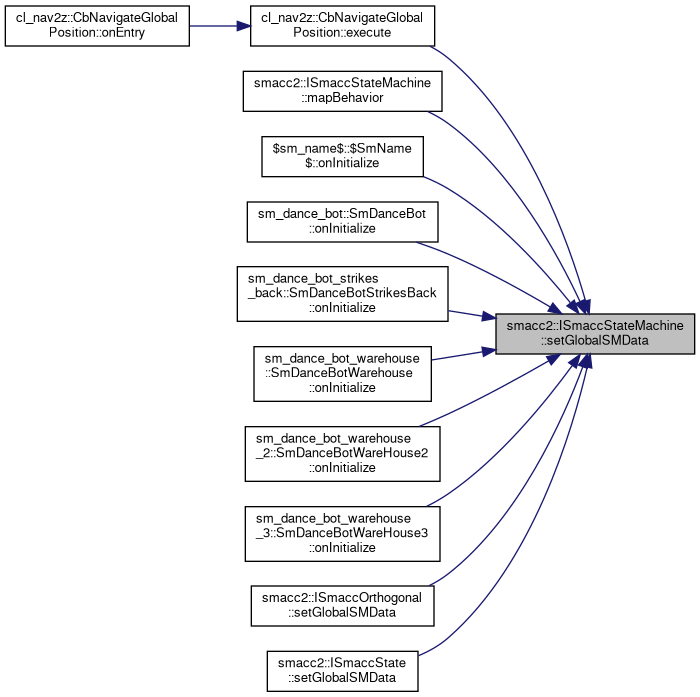 cl_nav2z::CbNavigateGlobal
Position::onEntry
cl_nav2z::CbNavigateGlobal
Position::execute
smacc2::ISmaccStateMachine
::mapBehavior
$sm_name$::$SmName
$::onInitialize
sm_dance_bot::SmDanceBot
::onInitialize
sm_dance_bot_strikes
_back::SmDanceBotStrikesBack
::onInitialize
smacc2::ISmaccStateMachine
::setGlobalSMData
sm_dance_bot_warehouse
::SmDanceBotWarehouse
::onInitialize
sm_dance_bot_warehouse
_2::SmDanceBotWareHouse2
::onInitialize
sm_dance_bot_warehouse
_3::SmDanceBotWareHouse3
::onInitialize
smacc2::ISmaccOrthogonal
::setGlobalSMData
smacc2::ISmaccState
::setGlobalSMData